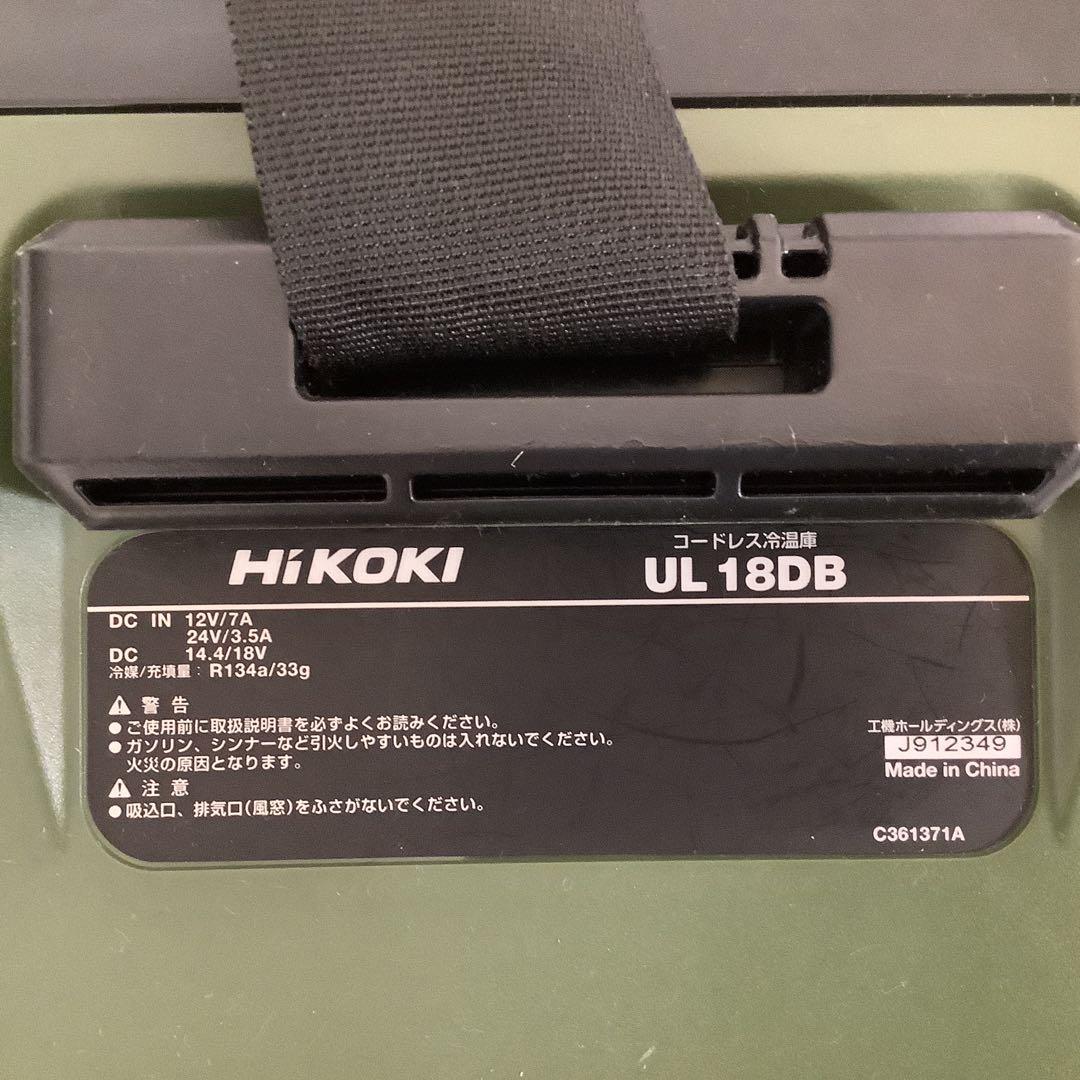 HiKOKI
コードレス冷温庫
UL 18DB
DC IN 12V/7A
24V/3.5A
DC 14.4/18V
冷媒/充填量：R134a/33g
⚠ 警告
●ご使用前に取扱説明書を必ずよくお読みください。
●ガソリン、シンナーなど引火しやすいものは入れないでください。
火災の原因となります。
⚠ 注意
●吸込口、排気口(風窓)をふさがないでください。
工機ホールディングス(株)
J912349
Made in China
C361371A